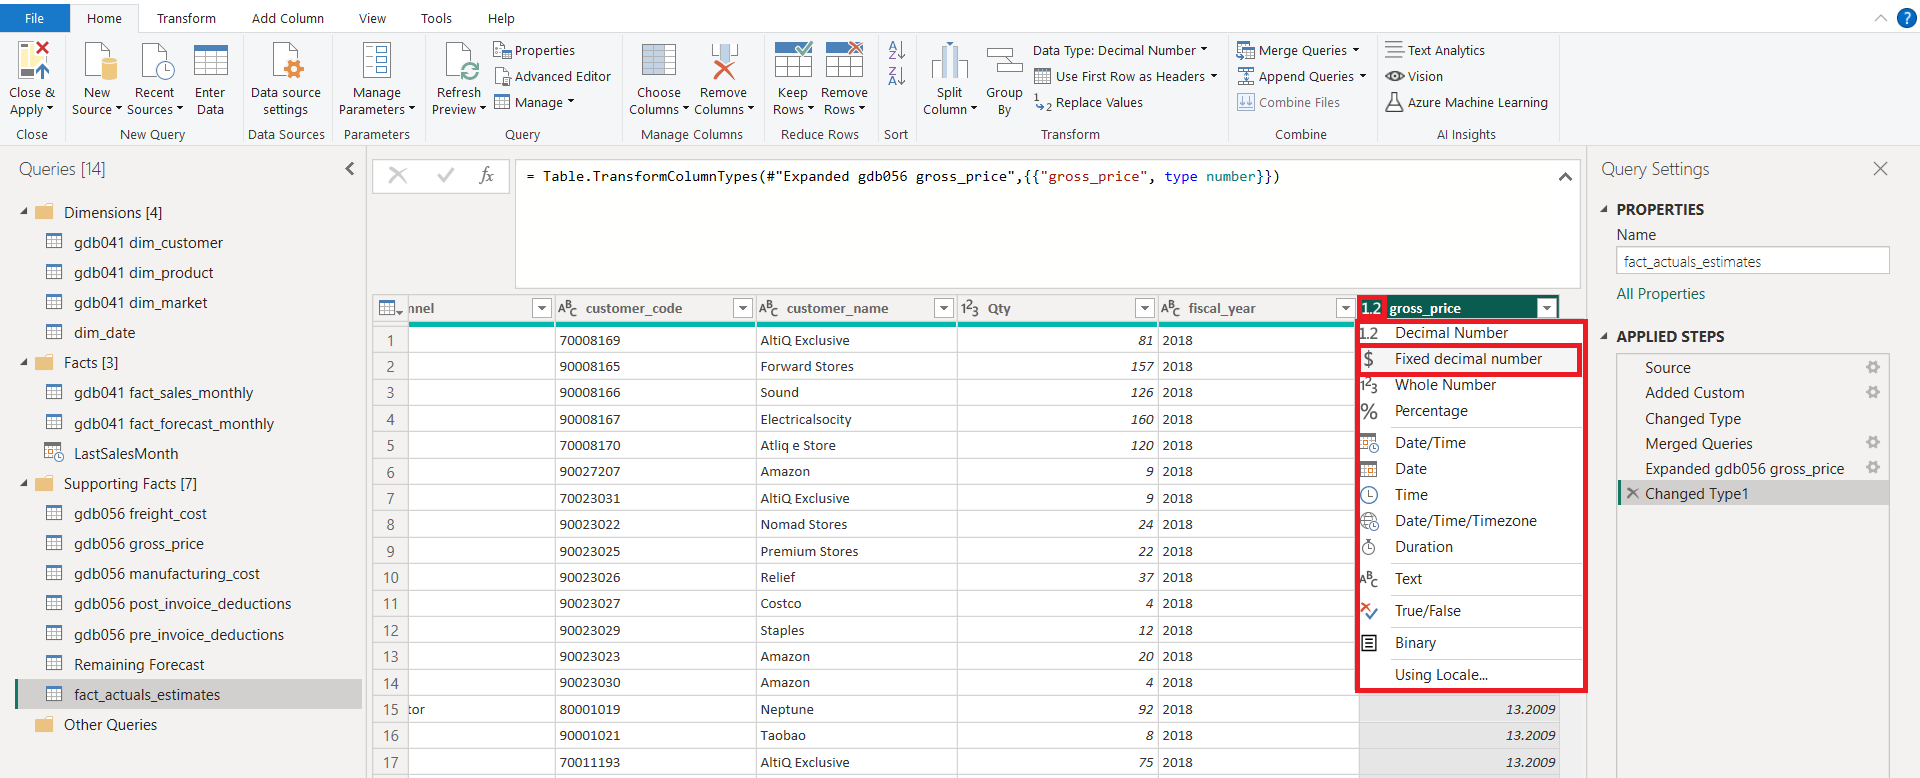 File Home Transform Add Column View Tools Help
Close & Apply
New Source
Recent Sources
Enter Data
Data source settings
Manage Parameters
Refresh Preview
Properties
Advanced Editor
Manage
Choose Columns
Remove Columns
Keep Rows
Remove Rows
Split Column
Group By
Data Type: Decimal Number
Use First Row as Headers
Replace Values
Merge Queries
Append Queries
Combine Files
Text Analytics
Vision
Azure Machine Learning
Close New Query Data Sources Parameters Query Manage Columns Reduce Rows Sort Transform Combine AI Insights
Queries [14]
Dimensions [4]
gdb041 dim_customer
gdb041 dim_product
gdb041 dim_market
dim_date
Facts [3]
gdb041 fact_sales_monthly
gdb041 fact_forecast_monthly
LastSalesMonth
Supporting Facts [7]
gdb056 freight_cost
gdb056 gross_price
gdb056 manufacturing_cost
gdb056 post_invoice_deductions
gdb056 pre_invoice_deductions
Remaining Forecast
fact_actuals_estimates
Other Queries
fx
= Table.TransformColumnTypes(#"Expanded gdb056 gross_price",{{"gross_price", type number}})
nnel ABC customer_code ABC customer_name 123 Qty ABC fiscal_year 1.2 gross_price
1 70008169 AltiQ Exclusive 81 2018
2 90008165 Forward Stores 157 2018
3 90008166 Sound 126 2018
4 90008167 Electricalsocity 160 2018
5 70008170 Atliq e Store 120 2018
6 90027207 Amazon 9 2018
7 70023031 AltiQ Exclusive 9 2018
8 90023022 Nomad Stores 24 2018
9 90023025 Premium Stores 22 2018
10 90023026 Relief 37 2018
11 90023027 Costco 4 2018
12 90023029 Staples 12 2018
13 90023023 Amazon 20 2018
14 90023030 Amazon 4 2018
15 tor 80001019 Neptune 92 2018 13.2009
16 90001021 Taobao 8 2018 13.2009
17 70011193 AltiQ Exclusive 75 2018 13.2009
1.2 Decimal Number
$ Fixed decimal number
123 Whole Number
% Percentage
Date/Time
Date
Time
Date/Time/Timezone
Duration
ABC Text
True/False
Binary
Using Locale...
Query Settings
PROPERTIES
Name
fact_actuals_estimates
All Properties
APPLIED STEPS
Source
Added Custom
Changed Type
Merged Queries
Expanded gdb056 gross_price
Changed Type1